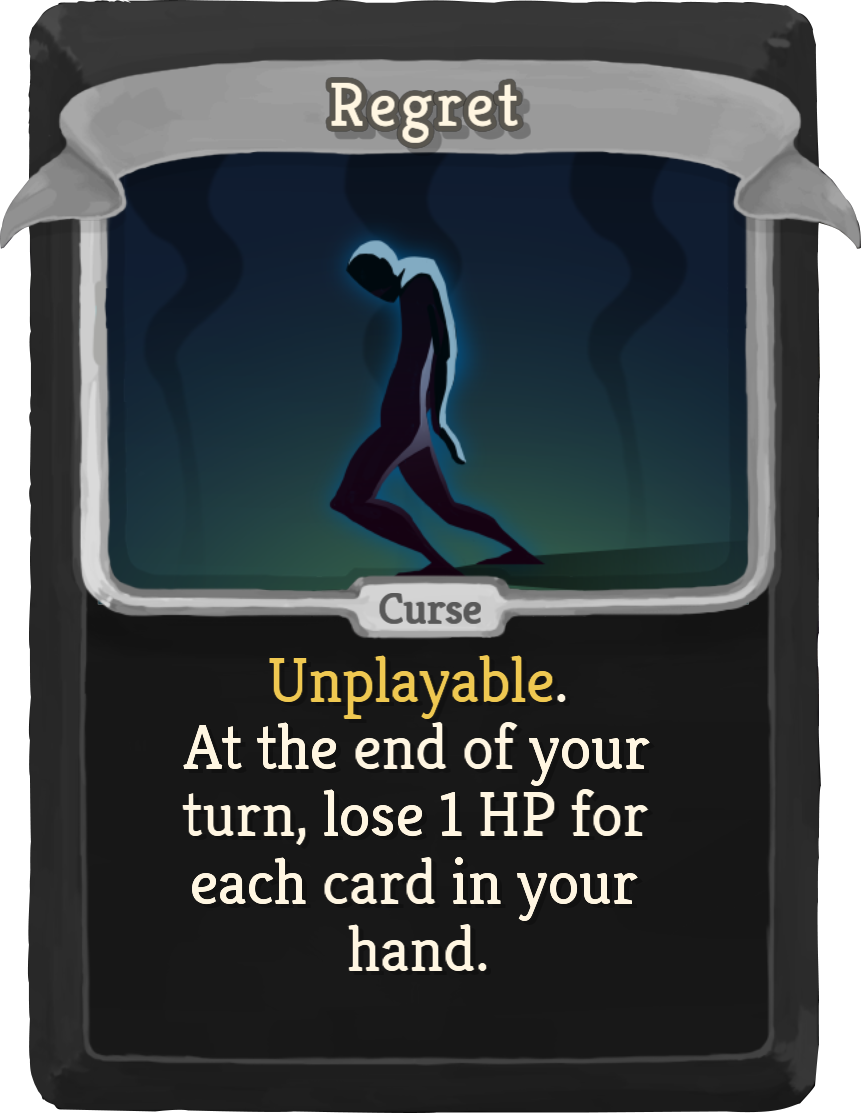 Regret
Curse
Unplayable.
At the end of your
turn, lose 1 HP for
each card in your
hand.